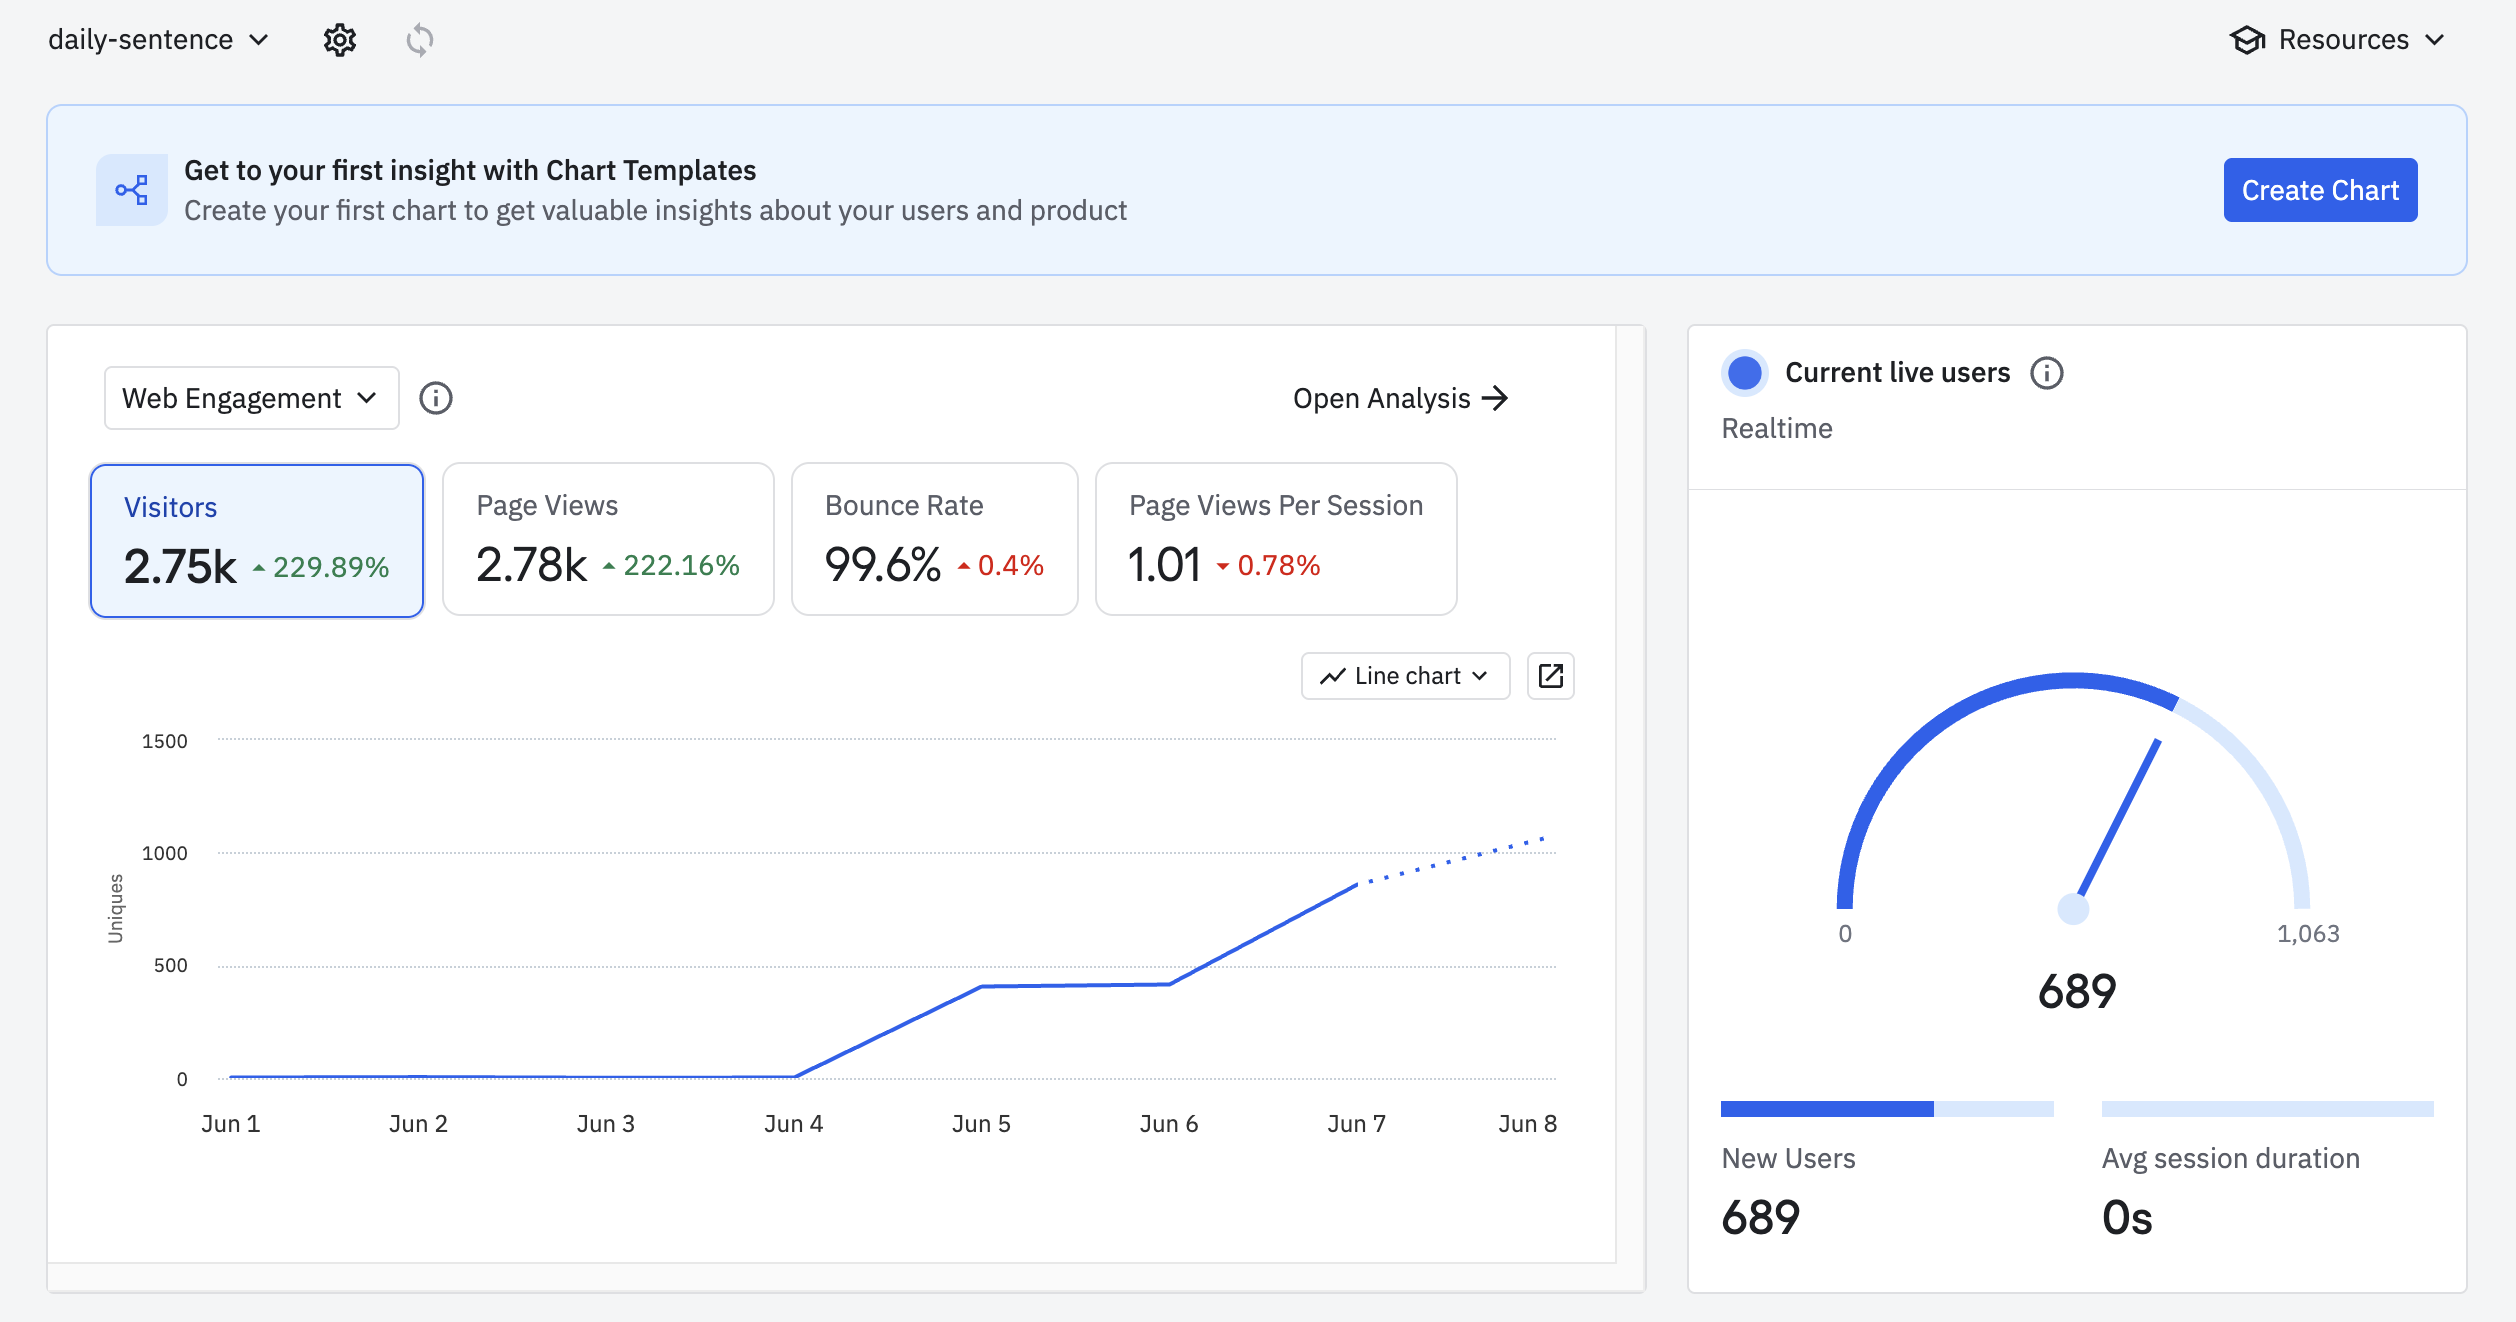 daily-sentence
Resources
Get to your first insight with Chart Templates
Create your first chart to get valuable insights about your users and product
Create Chart
Web Engagement
Open Analysis
Visitors
2.75k 229.89%
Page Views
2.78k 222.16%
Bounce Rate
99.6% 0.4%
Page Views Per Session
1.01 0.78%
Line chart
Uniques
1500
1000
500
0
Jun 1 Jun 2 Jun 3 Jun 4 Jun 5 Jun 6 Jun 7 Jun 8
Current live users
Realtime
0 1,063
689
New Users
689
Avg session duration
0s